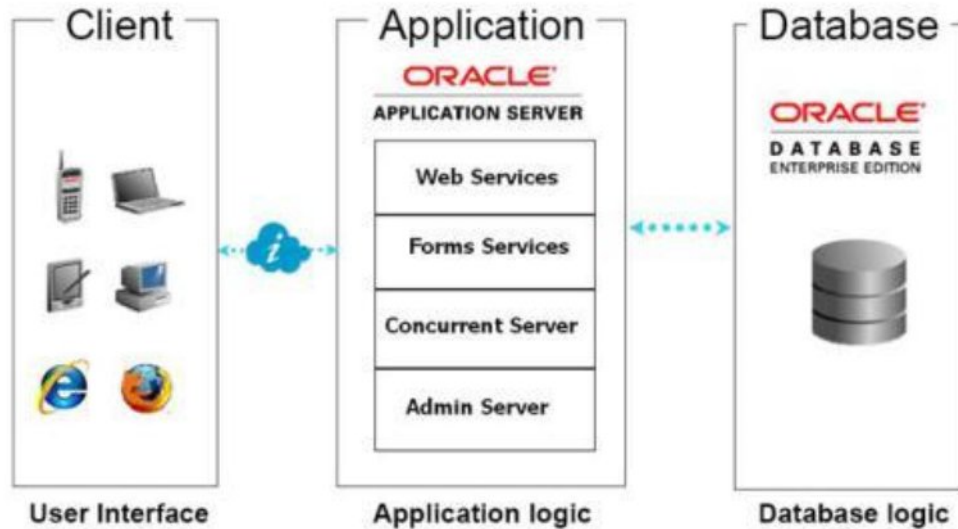 Client
Application
Database
ORACLE
APPLICATION SERVER
Web Services
Forms Services
Concurrent Server
Admin Server
ORACLE
DATABASE
ENTERPRISE EDITION
i
User Interface
Application logic
Database logic